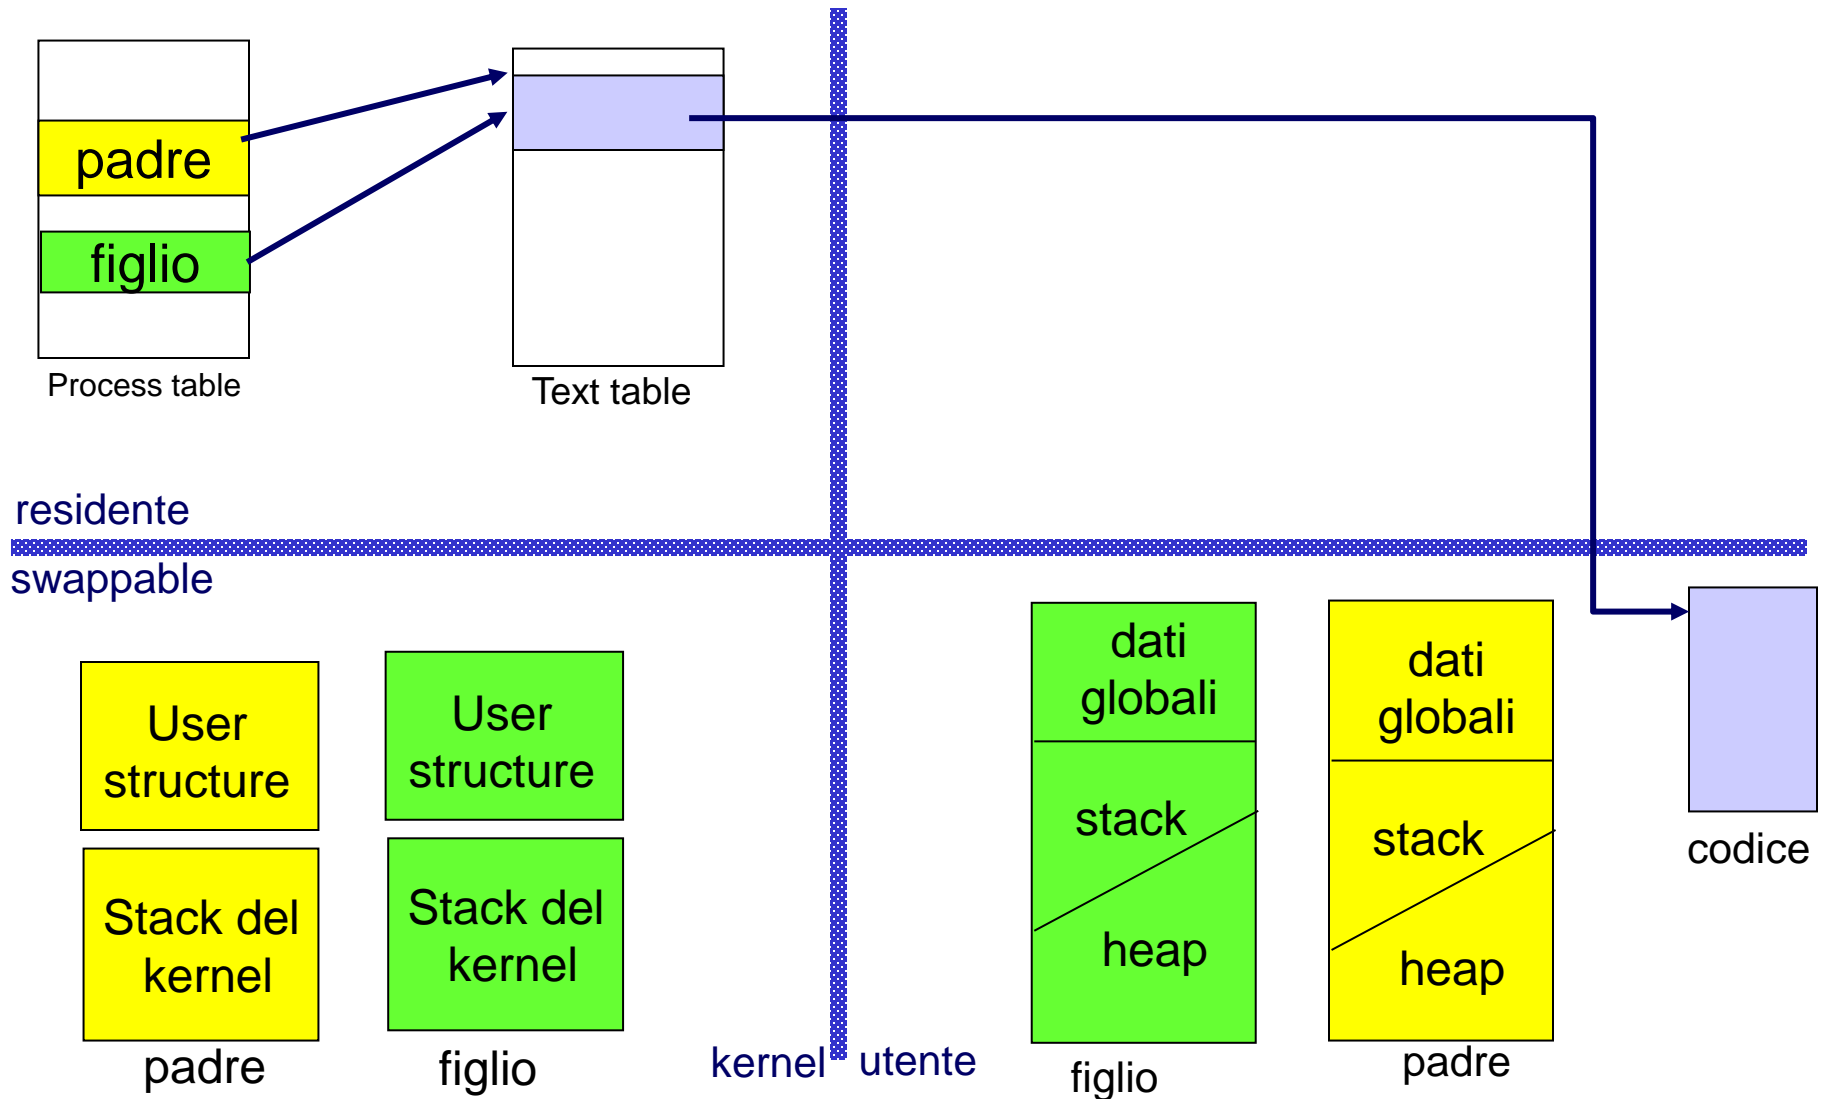 padre
figlio
Process table
Text table
residente
swappable
User
structure
Stack del
kernel
padre
User
structure
Stack del
kernel
figlio
kernel
utente
dati
globali
stack
heap
figlio
dati
globali
stack
heap
padre
codice